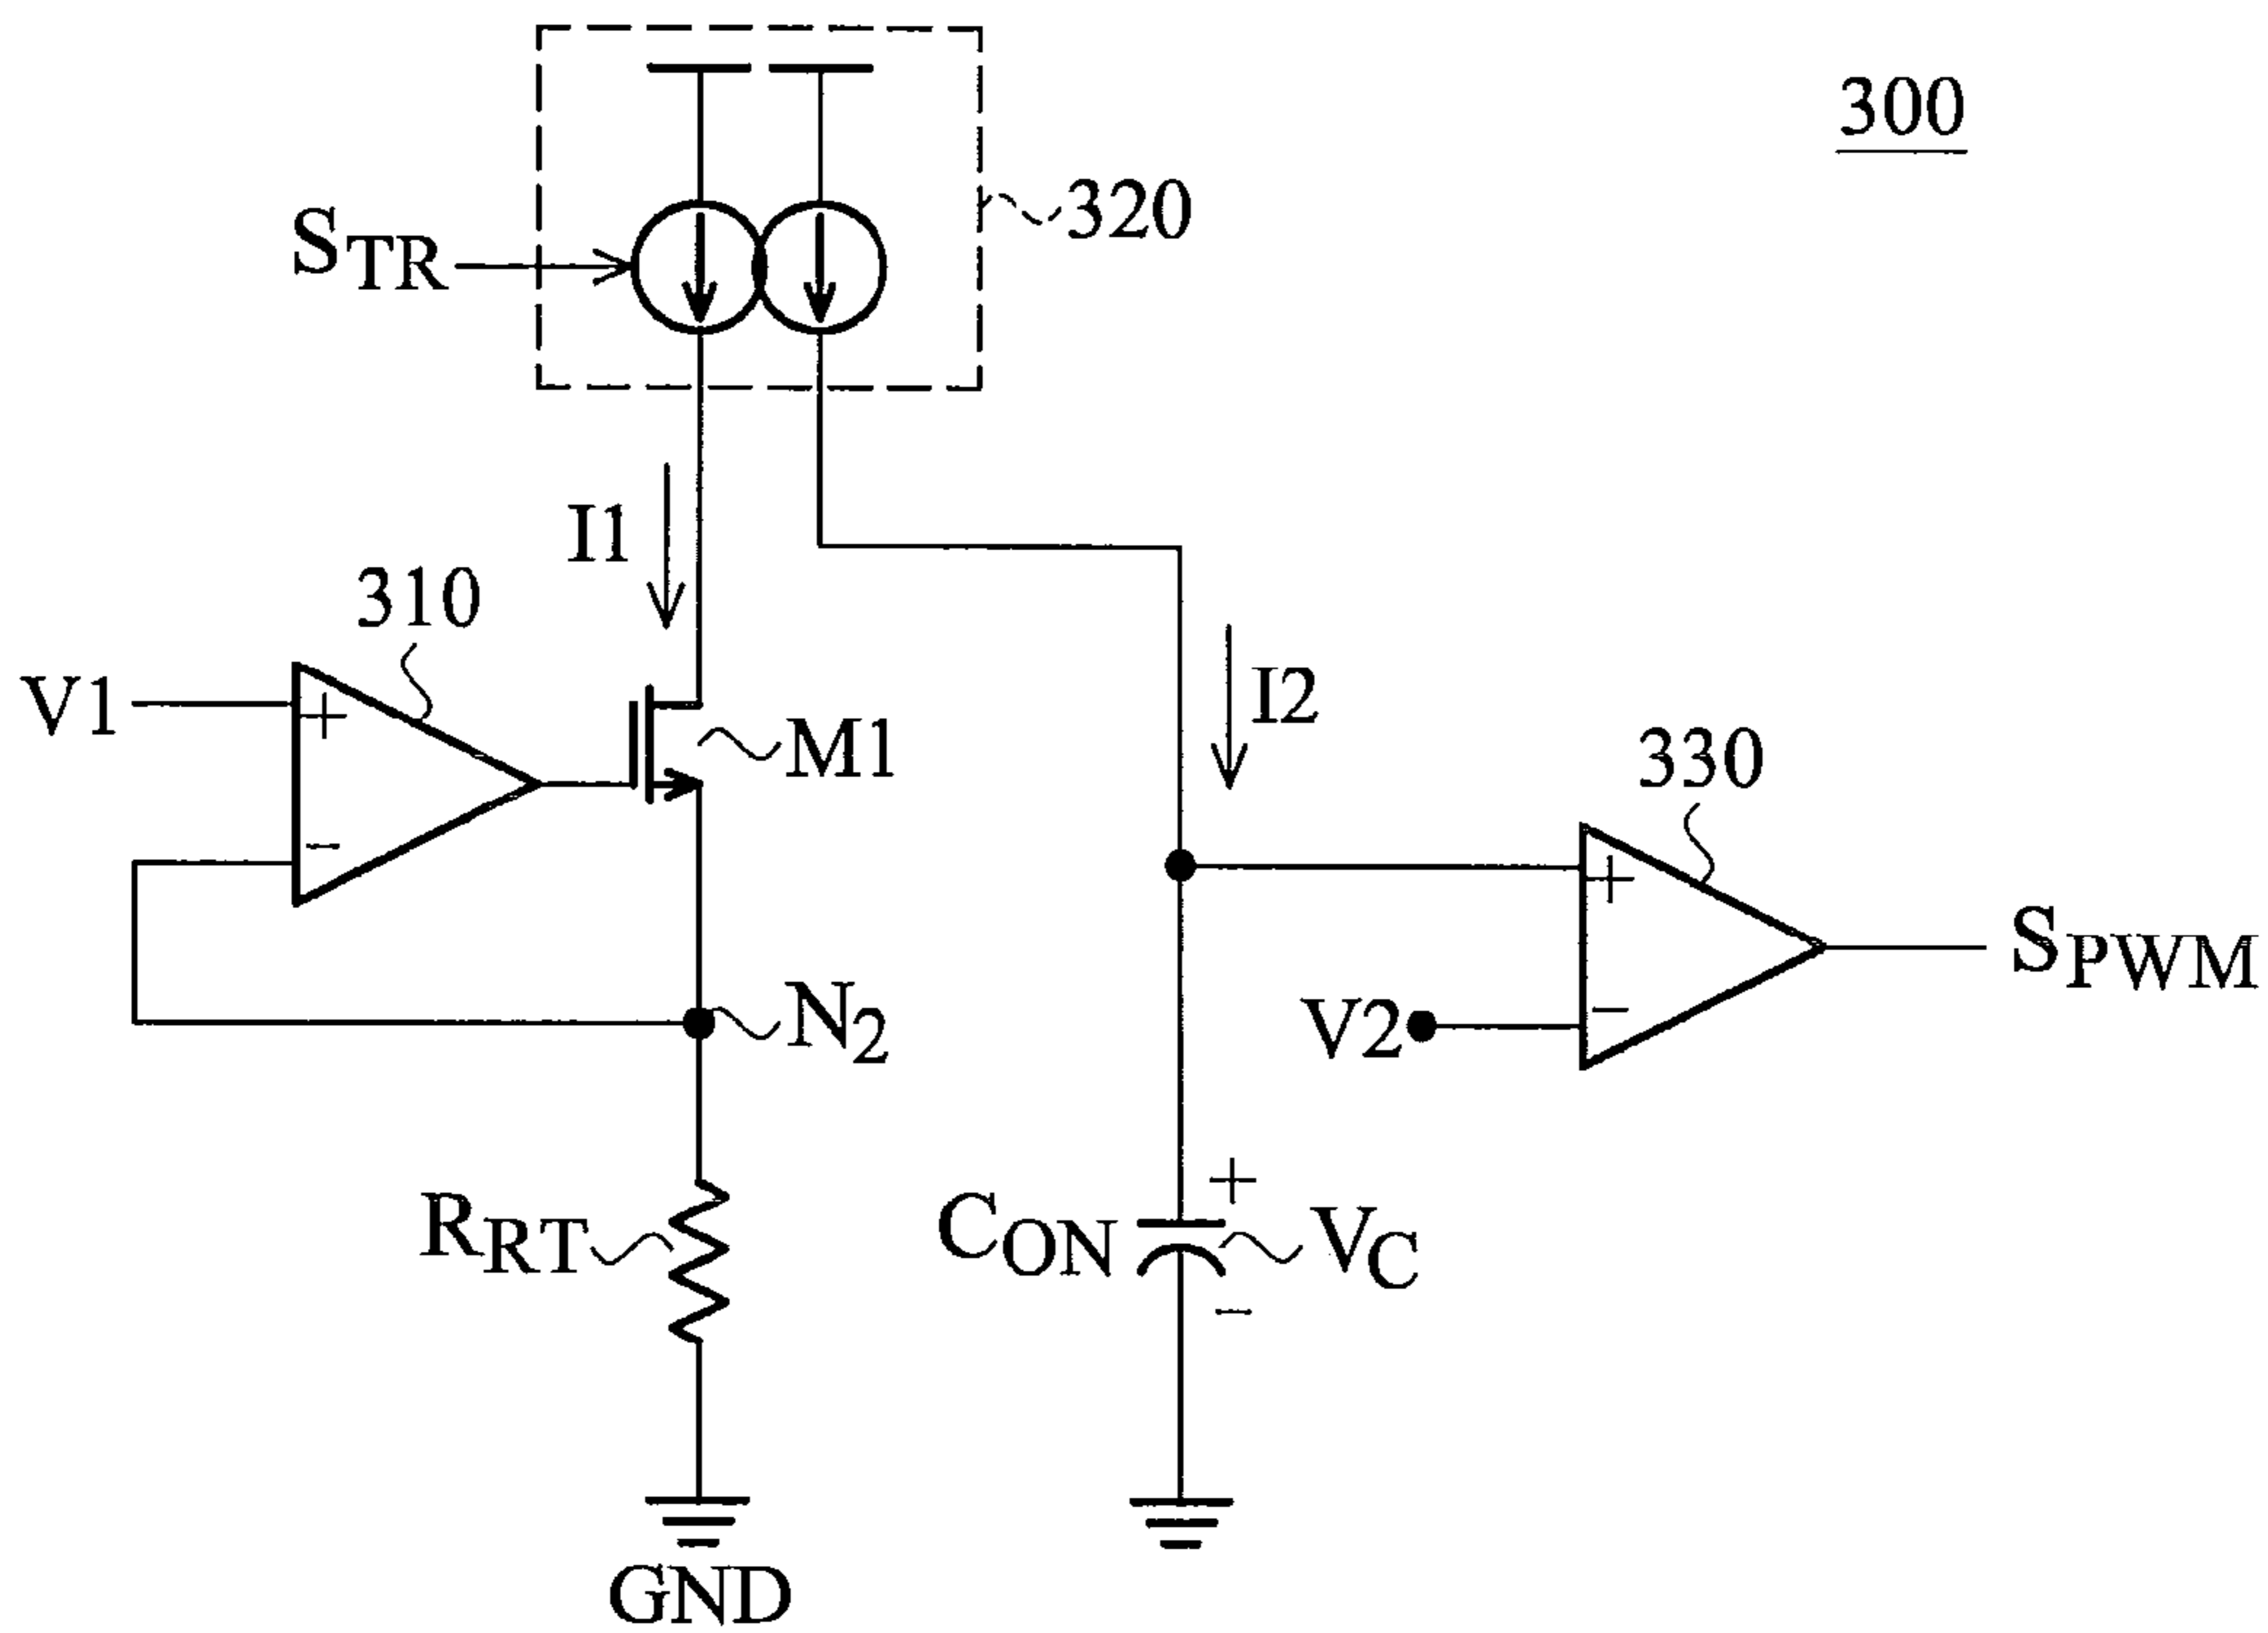 300
320
STR
I1
310
V1
M1
I2
330
SPWM
N2
V2
+
-
+
-
RRT
CON
+
VC
-
GND